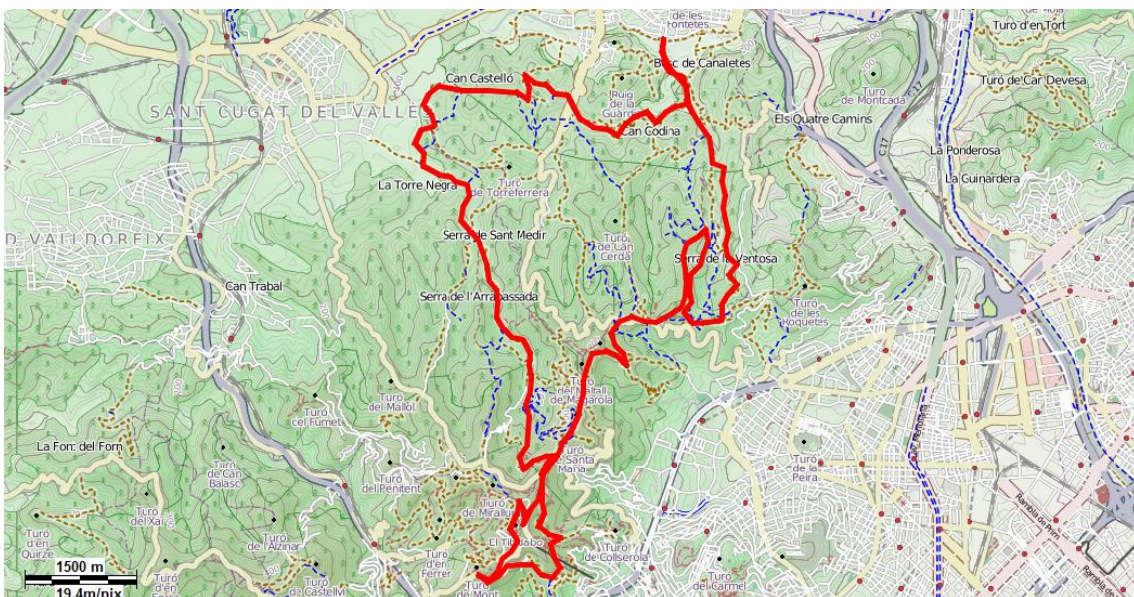 de les
Fontetes
Turó d'en Tort
Can Castelló
Bosc de Canaletes
Turó de Car Devesa
Turó
de Montcada
Puig
de la
Guàrdia
SANT CUGAT DEL VALLÈS
C 17
Els Quatre Camins
Can Codina
La Ponderosa
La Guinardera
La Torre Negra
Turó
de Torreferrera
D VALLDOREIX
Serra de Sant Medir
Turó
de Can
Cerdà
Serra de la Ventosa
Can Trabal
Serra de l'Arrabassada
Turó
de les
Roquetes
Turó
del Maltall
de Magarola
Turó
del Mallol
Turó
cel Fumet
La Font del Forn
Turó
de Can
Balasc
Turó
de Santa
Maria
Turó
de la
Peira
Turó
del Penitent
Turó
del Xai
Turó
de Mirallu
El Tibidabo
Turó
d'en
Quirze
Turó
de l'Alzinar
Turó
d'en
Ferrer
Turó
de Collserola
Rambla de Prim
1500 m
19.4m/pix
Turó
de Castellví
Turó
de Mont
Turó
del Carmel